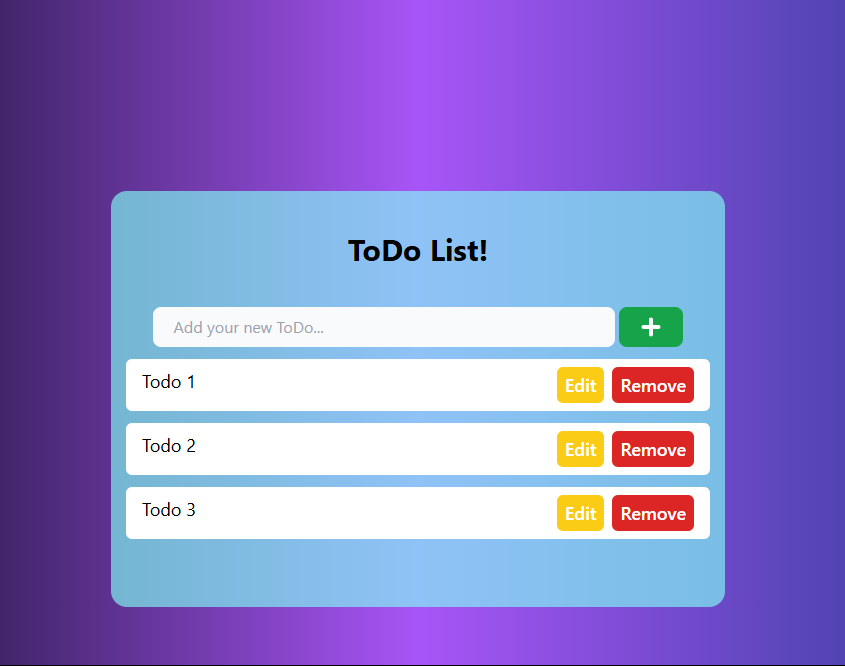 ToDo List!
Add your new ToDo...
Todo 1 Edit Remove
Todo 2 Edit Remove
Todo 3 Edit Remove